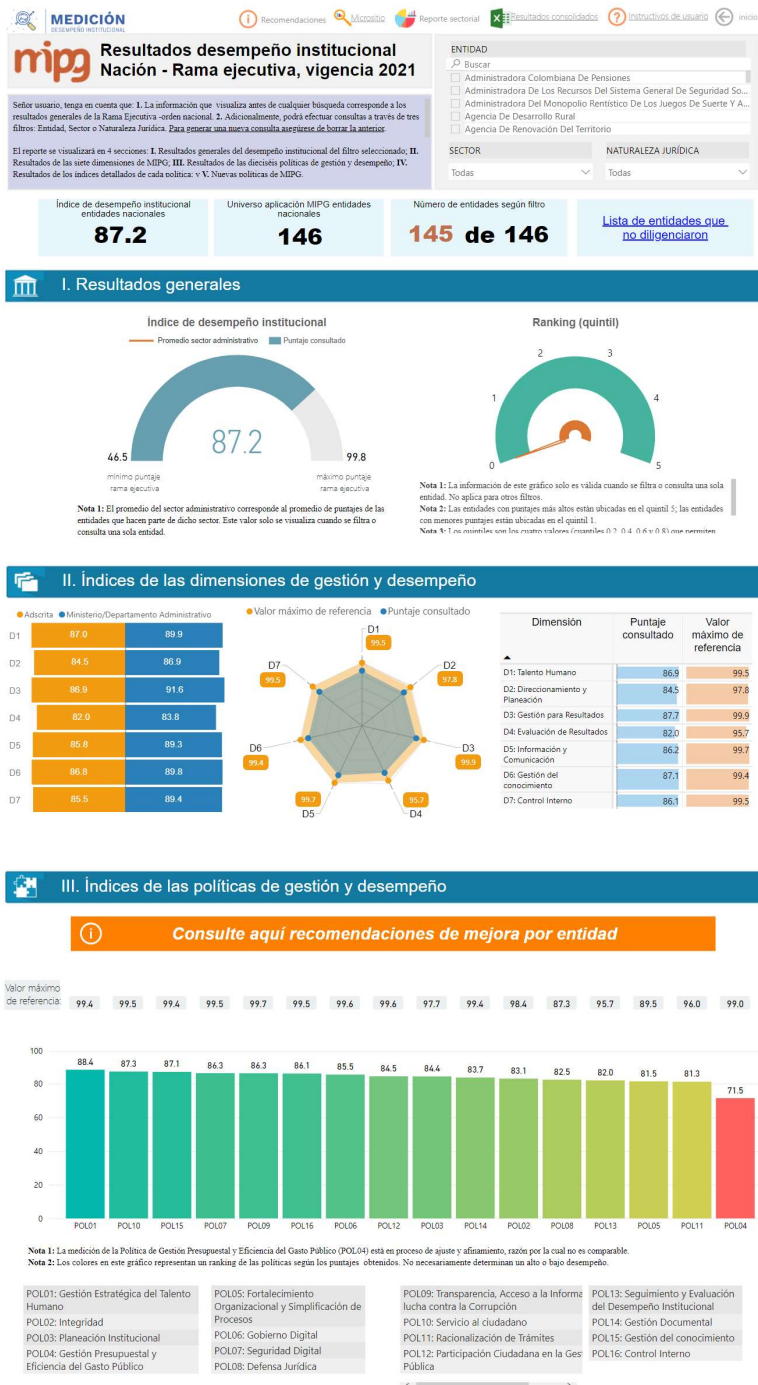 MEDICIÓN
DESEMPEÑO INSTITUCIONAL
Recomendaciones
Micrositio
Reporte sectorial
Resultados consolidados
Instructivos de usuario
inicio
mipg
Resultados desempeño institucional
Nación - Rama ejecutiva, vigencia 2021
Señor usuario, tenga en cuenta que: 1. La información que visualiza antes de cualquier búsqueda corresponde a los
resultados generales de la Rama Ejecutiva -orden nacional. 2. Adicionalmente, podrá efectuar consultas a través de tres
filtros: Entidad, Sector o Naturaleza Jurídica. Para generar una nueva consulta asegúrese de borrar la anterior.
El reporte se visualizará en 4 secciones: I. Resultados generales del desempeño institucional del filtro seleccionado; II.
Resultados de las siete dimensiones de MIPG; III. Resultados de las dieciséis políticas de gestión y desempeño; IV.
Resultados de los índices detallados de cada política: y V. Nuevas políticas de MIPG.
ENTIDAD
Buscar
Administradora Colombiana De Pensiones
Administradora De Los Recursos Del Sistema General De Seguridad So...
Administradora Del Monopolio Rentístico De Los Juegos De Suerte Y A...
Agencia De Desarrollo Rural
Agencia De Renovación Del Territorio
SECTOR
Todas
NATURALEZA JURÍDICA
Todas
Índice de desempeño institucional
entidades nacionales
87.2
Universo aplicación MIPG entidades
nacionales
146
Número de entidades según filtro
145 de 146
Lista de entidades que
no diligenciaron
I. Resultados generales
Índice de desempeño institucional
Promedio sector administrativo
Puntaje consultado
87.2
46.5
99.8
mínimo puntaje
rama ejecutiva
máximo puntaje
rama ejecutiva
Nota 1: El promedio del sector administrativo corresponde al promedio de puntajes de las
entidades que hacen parte de dicho sector. Este valor solo se visualiza cuando se filtra o
consulta una sola entidad.
Ranking (quintil)
0
1
2
3
4
5
Nota 1: La información de este gráfico solo es válida cuando se filtra o consulta una sola
entidad. No aplica para otros filtros.
Nota 2: Las entidades con puntajes más altos están ubicadas en el quintil 5; las entidades
con menores puntajes están ubicadas en el quintil 1.
Nota 3: Los quintiles son los cuatro valores (cuantiles 0.2, 0.4, 0.6 y 0.8) que permiten
II. Índices de las dimensiones de gestión y desempeño
Adscrita Ministerio/Departamento Administrativo
D1 87.0 89.9
D2 84.5 86.9
D3 86.9 91.6
D4 82.0 83.8
D5 85.8 89.3
D6 86.8 89.8
D7 85.5 89.4
Valor máximo de referencia Puntaje consultado
D1
99.5
D2
97.8
D3
99.9
D4
95.7
D5
99.7
D6
99.4
D7
99.5
Dimensión Puntaje consultado Valor máximo de referencia
D1: Talento Humano 86.9 99.5
D2: Direccionamiento y Planeación 84.5 97.8
D3: Gestión para Resultados 87.7 99.9
D4: Evaluación de Resultados 82.0 95.7
D5: Información y Comunicación 86.2 99.7
D6: Gestión del conocimiento 87.1 99.4
D7: Control Interno 86.1 99.5
III. Índices de las políticas de gestión y desempeño
Consulte aquí recomendaciones de mejora por entidad
Valor máximo
de referencia: 99.4 99.5 99.4 99.5 99.7 99.5 99.6 99.6 97.7 99.4 98.4 87.3 95.7 89.5 96.0 99.0
100
80
60
40
20
0
88.4 87.3 87.1 86.3 86.3 86.1 85.5 84.5 84.4 83.7 83.1 82.5 82.0 81.5 81.3 71.5
POL01 POL10 POL15 POL07 POL09 POL16 POL06 POL12 POL03 POL14 POL02 POL08 POL13 POL05 POL11 POL04
Nota 1: La medición de la Política de Gestión Presupuestal y Eficiencia del Gasto Público (POL04) está en proceso de ajuste y afinamiento, razón por la cual no es comparable.
Nota 2: Los colores en este gráfico representan un ranking de las políticas según los puntajes obtenidos. No necesariamente determinan un alto o bajo desempeño.
POL01: Gestión Estratégica del Talento
Humano
POL02: Integridad
POL03: Planeación Institucional
POL04: Gestión Presupuestal y
Eficiencia del Gasto Público
POL05: Fortalecimiento
Organizacional y Simplificación de
Procesos
POL06: Gobierno Digital
POL07: Seguridad Digital
POL08: Defensa Jurídica
POL09: Transparencia, Acceso a la Informa
lucha contra la Corrupción
POL10: Servicio al ciudadano
POL11: Racionalización de Trámites
POL12: Participación Ciudadana en la Ges
Pública
POL13: Seguimiento y Evaluación
del Desempeño Institucional
POL14: Gestión Documental
POL15: Gestión del conocimiento
POL16: Control Interno